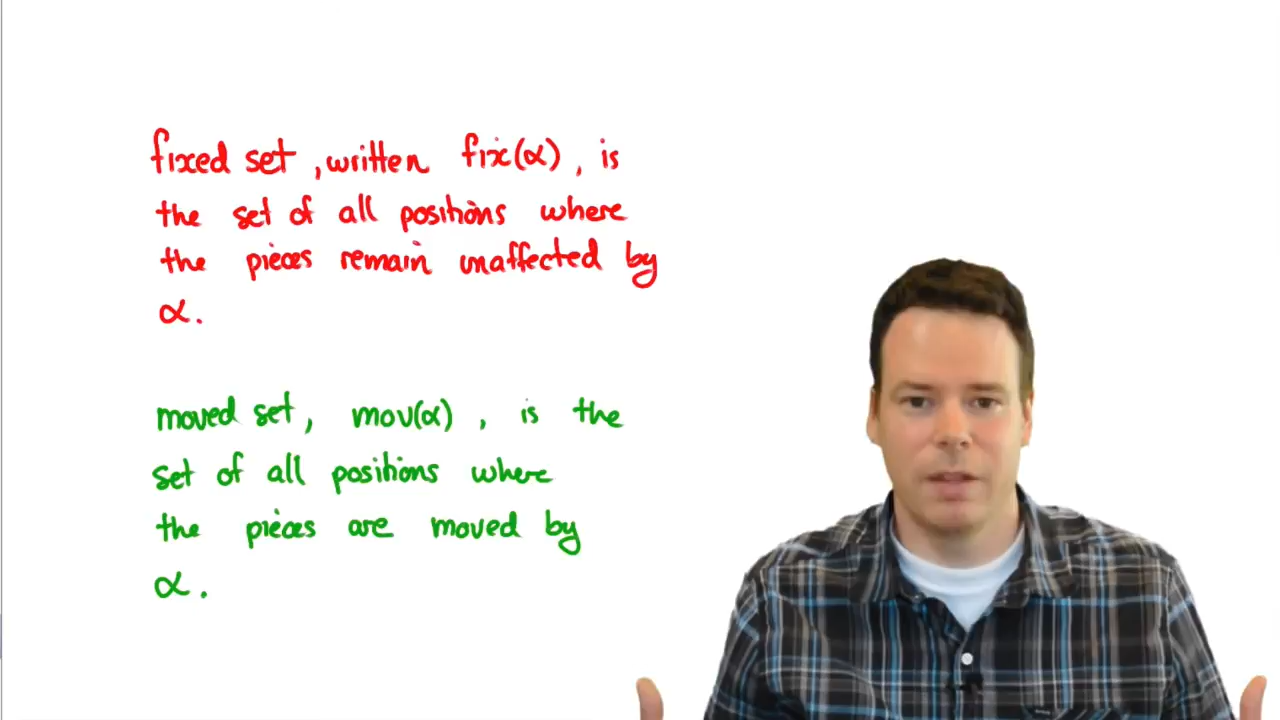 fixed set, written fix(α), is
the set of all positions where
the pieces remain unaffected by
α.
moved set, mov(α), is the
set of all positions where
the pieces are moved by
α.